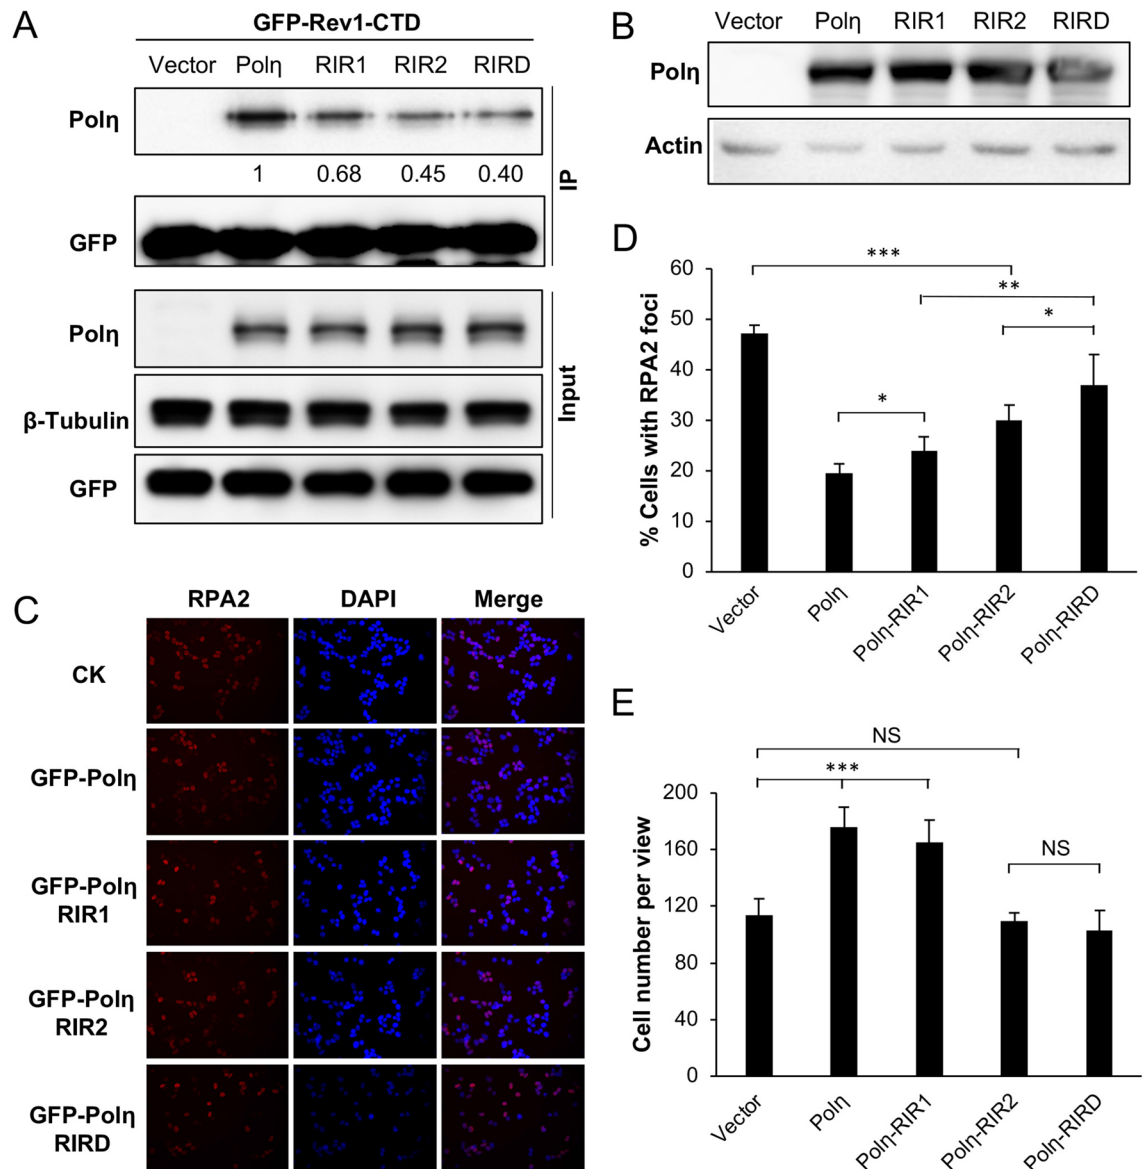 A
GFP-Rev1-CTD
Vector Polη RIR1 RIR2 RIRD
Polη
1 0.68 0.45 0.40
GFP
IP
Polη
β-Tubulin
GFP
Input
B
Vector Polη RIR1 RIR2 RIRD
Polη
Actin
C
RPA2 DAPI Merge
CK
GFP-Polη
GFP-Polη
RIR1
GFP-Polη
RIR2
GFP-Polη
RIRD
D
% Cells with RPA2 foci
60
50
40
30
20
10
0
***
**
*
*
Vector
Polη
Polη-RIR1
Polη-RIR2
Polη-RIRD
E
Cell number per view
200
160
120
80
40
0
NS
***
NS
Vector
Polη
Polη-RIR1
Polη-RIR2
Polη-RIRD